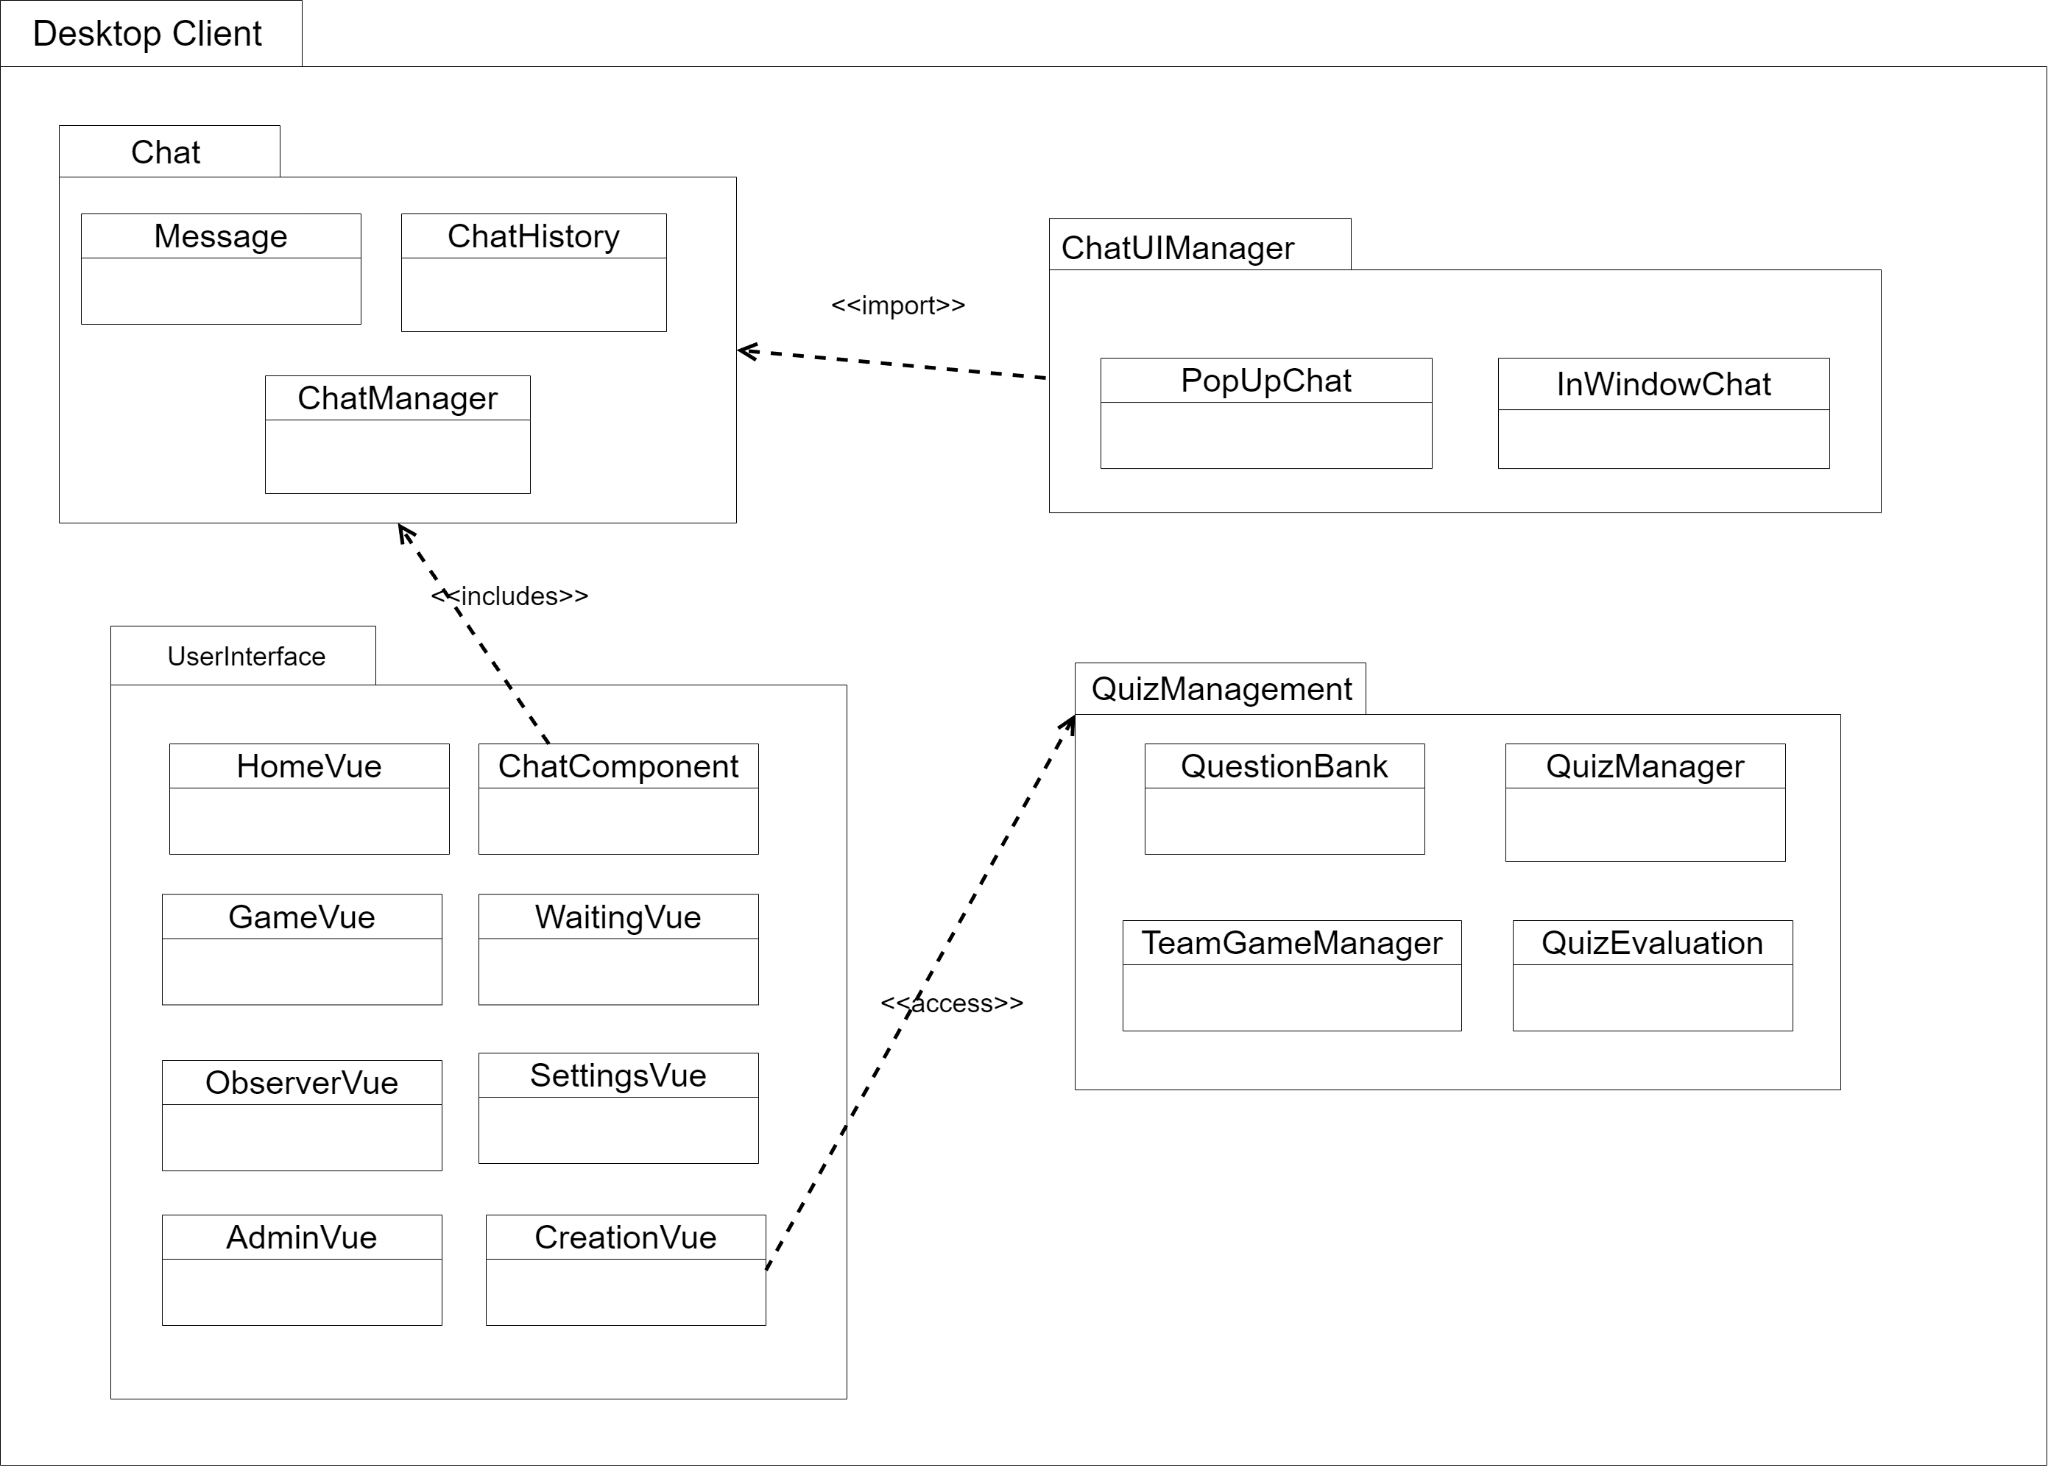 Desktop Client
Chat
Message
ChatHistory
ChatManager
<<import>>
ChatUIManager
PopUpChat
InWindowChat
<<includes>>
UserInterface
HomeVue
ChatComponent
GameVue
WaitingVue
ObserverVue
SettingsVue
AdminVue
CreationVue
<<access>>
QuizManagement
QuestionBank
QuizManager
TeamGameManager
QuizEvaluation